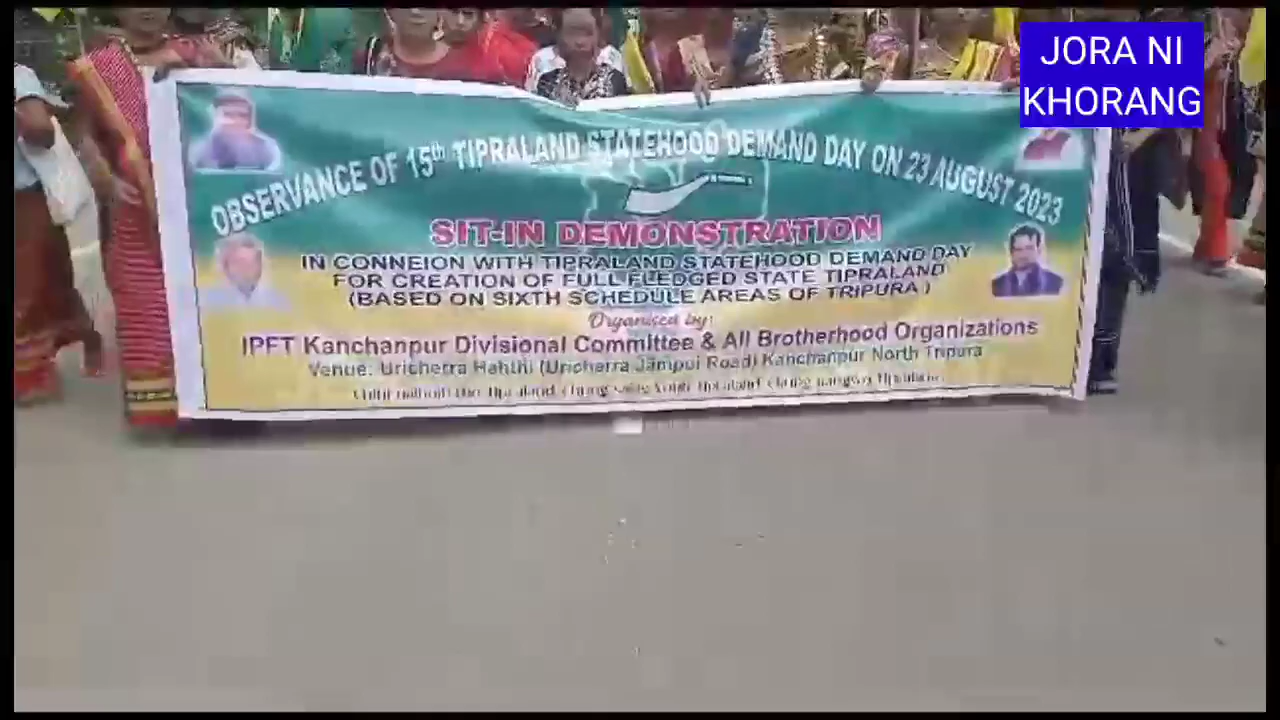 JORA NI
KHORANG
OBSERVANCE OF 15th TIPRALAND STATEHOOD DEMAND DAY ON 23 AUGUST 2023
SIT-IN DEMONSTRATION
IN CONNEION WITH TIPRALAND STATEHOOD DEMAND DAY
FOR CREATION OF FULL FLEDGED STATE TIPRALAND
(BASED ON SIXTH SCHEDULE AREAS OF TRIPURA )
Organised by:
IPFT Kanchanpur Divisional Committee & All Brotherhood Organizations
Venue: Uricherra Hahthi (Uricherra Jampui Road) Kanchanpur North Tripura